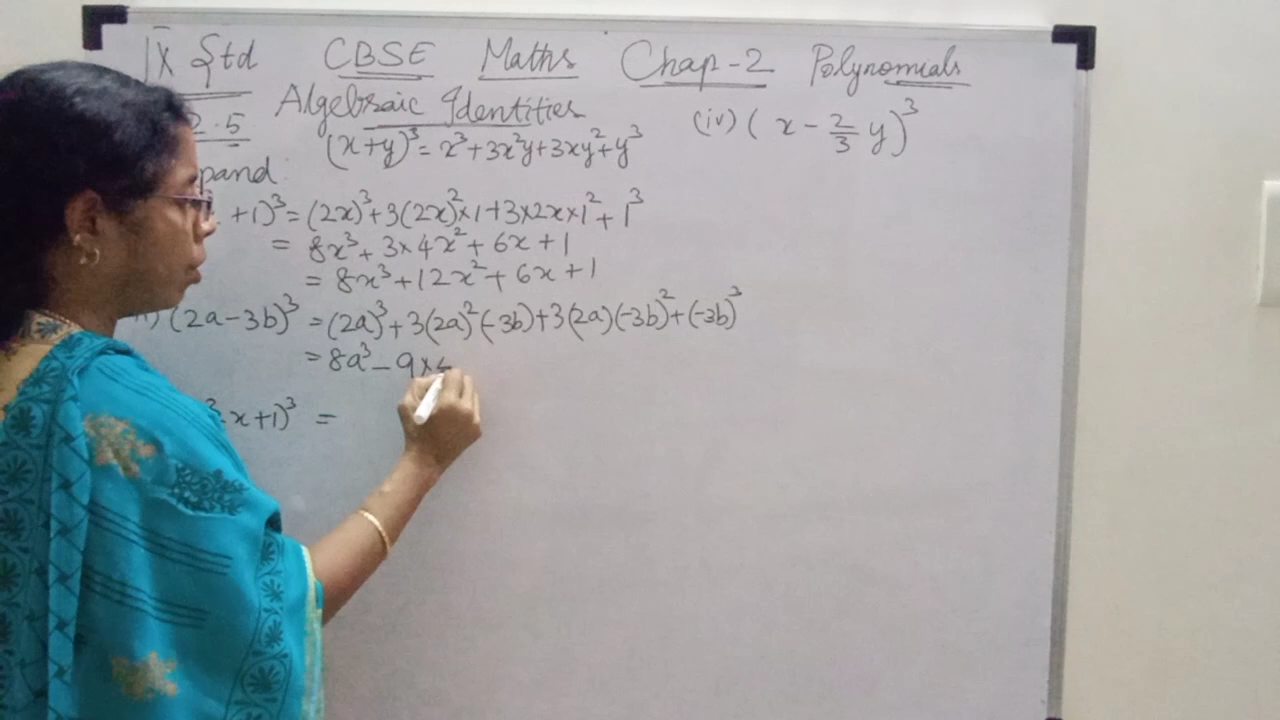 IX Std CBSE Maths Chap-2 Polynomials
2.5 Algebraic Identities
(x+y)³ = x³+3x²y+3xy²+y³
(iv) (x - 2/3 y)³
pand
+1)³ = (2x)³+3(2x)²×1+3×2x×1²+1³
= 8x³+3×4x²+6x+1
= 8x³+12x²+6x+1
(2a-3b)³ = (2a)³+3(2a)²(-3b)+3(2a)(-3b)²+(-3b)³
= 8a³-9×4
x+1)³ =